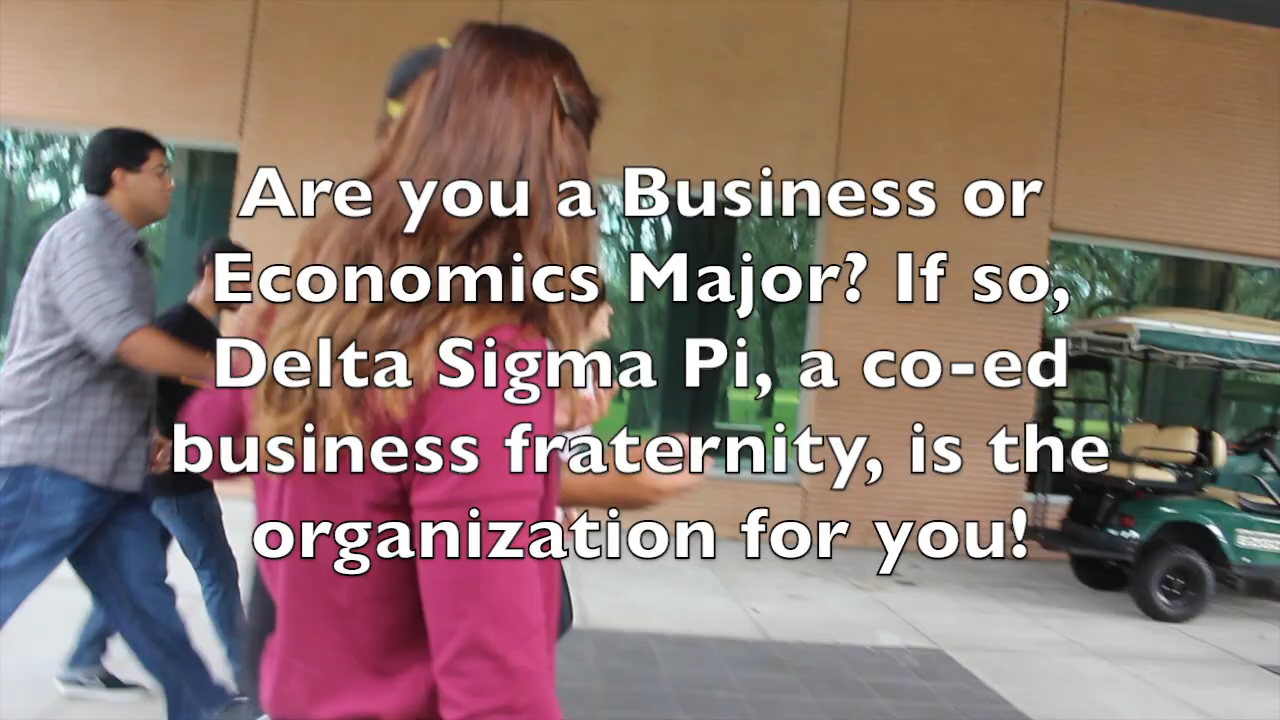 Are you a Business or
Economics Major? If so,
Delta Sigma Pi, a co-ed
business fraternity, is the
organization for you!